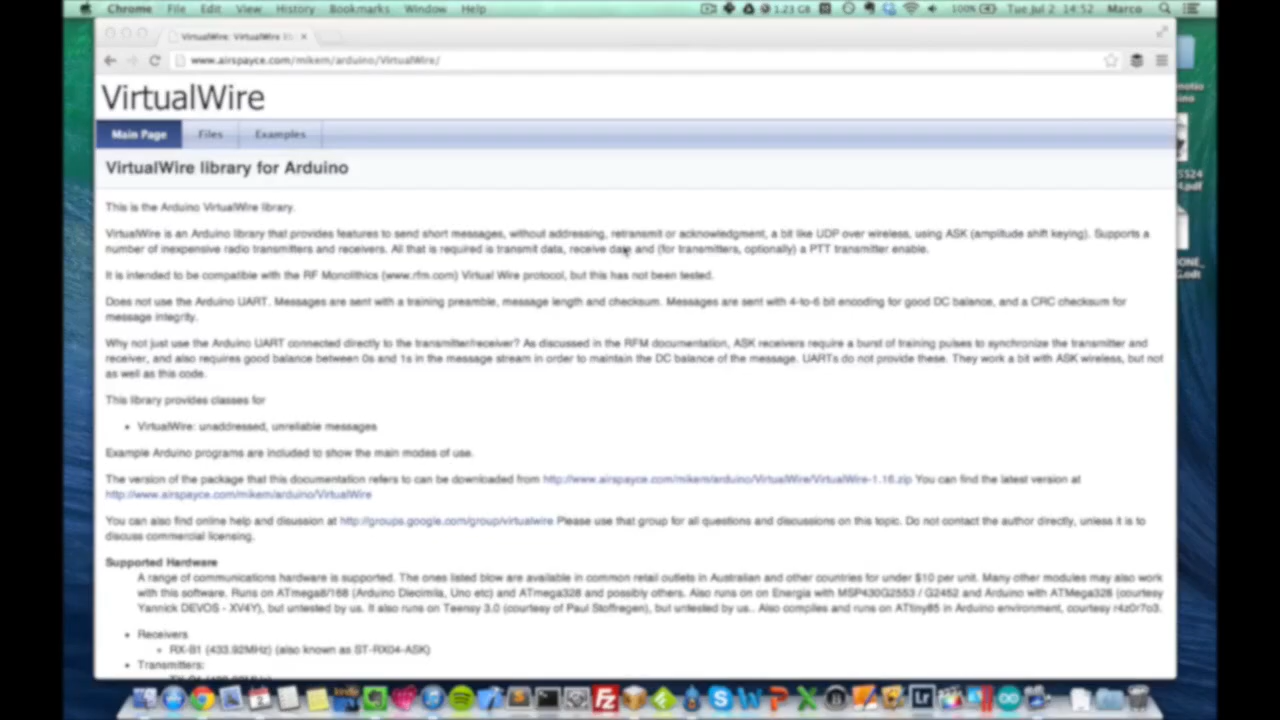 Chrome File Edit View History Bookmarks Window Help 1.23 GB 100% Tue Jul 2 14:52 Marco
VirtualWire: VirtualWire lib
www.airspayce.com/mikem/arduino/VirtualWire/
VirtualWire
Main Page Files Examples
VirtualWire library for Arduino
This is the Arduino VirtualWire library.
VirtualWire is an Arduino library that provides features to send short messages, without addressing, retransmit or acknowledgment, a bit like UDP over wireless, using ASK (amplitude shift keying). Supports a
number of inexpensive radio transmitters and receivers. All that is required is transmit data, receive data and (for transmitters, optionally) a PTT transmitter enable.
It is intended to be compatible with the RF Monolithics (www.rfm.com) Virtual Wire protocol, but this has not been tested.
Does not use the Arduino UART. Messages are sent with a training preamble, message length and checksum. Messages are sent with 4-to-6 bit encoding for good DC balance, and a CRC checksum for
message integrity.
Why not just use the Arduino UART connected directly to the transmitter/receiver? As discussed in the RFM documentation, ASK receivers require a burst of training pulses to synchronize the transmitter and
receiver, and also requires good balance between 0s and 1s in the message stream in order to maintain the DC balance of the message. UARTs do not provide these. They work a bit with ASK wireless, but not
as well as this code.
This library provides classes for
• VirtualWire: unaddressed, unreliable messages
Example Arduino programs are included to show the main modes of use.
The version of the package that this documentation refers to can be downloaded from http://www.airspayce.com/mikem/arduino/VirtualWire/VirtualWire-1.16.zip You can find the latest version at
http://www.airspayce.com/mikem/arduino/VirtualWire
You can also find online help and disussion at http://groups.google.com/group/virtualwire Please use that group for all questions and discussions on this topic. Do not contact the author directly, unless it is to
discuss commercial licensing.
Supported Hardware
A range of communications hardware is supported. The ones listed blow are available in common retail outlets in Australian and other countries for under $10 per unit. Many other modules may also work
with this software. Runs on ATmega8/168 (Arduino Diecimila, Uno etc) and ATmega328 and possibly others. Also runs on on Energia with MSP430G2553 / G2452 and Arduino with ATMega328 (courtesy
Yannick DEVOS - XV4Y), but untested by us. It also runs on Teensy 3.0 (courtesy of Paul Stoffregen), but untested by us.. Also compiles and runs on ATtiny85 in Arduino environment, courtesy r4z0r7o3.
• Receivers
• RX-B1 (433.92MHz) (also known as ST-RX04-ASK)
• Transmitters: